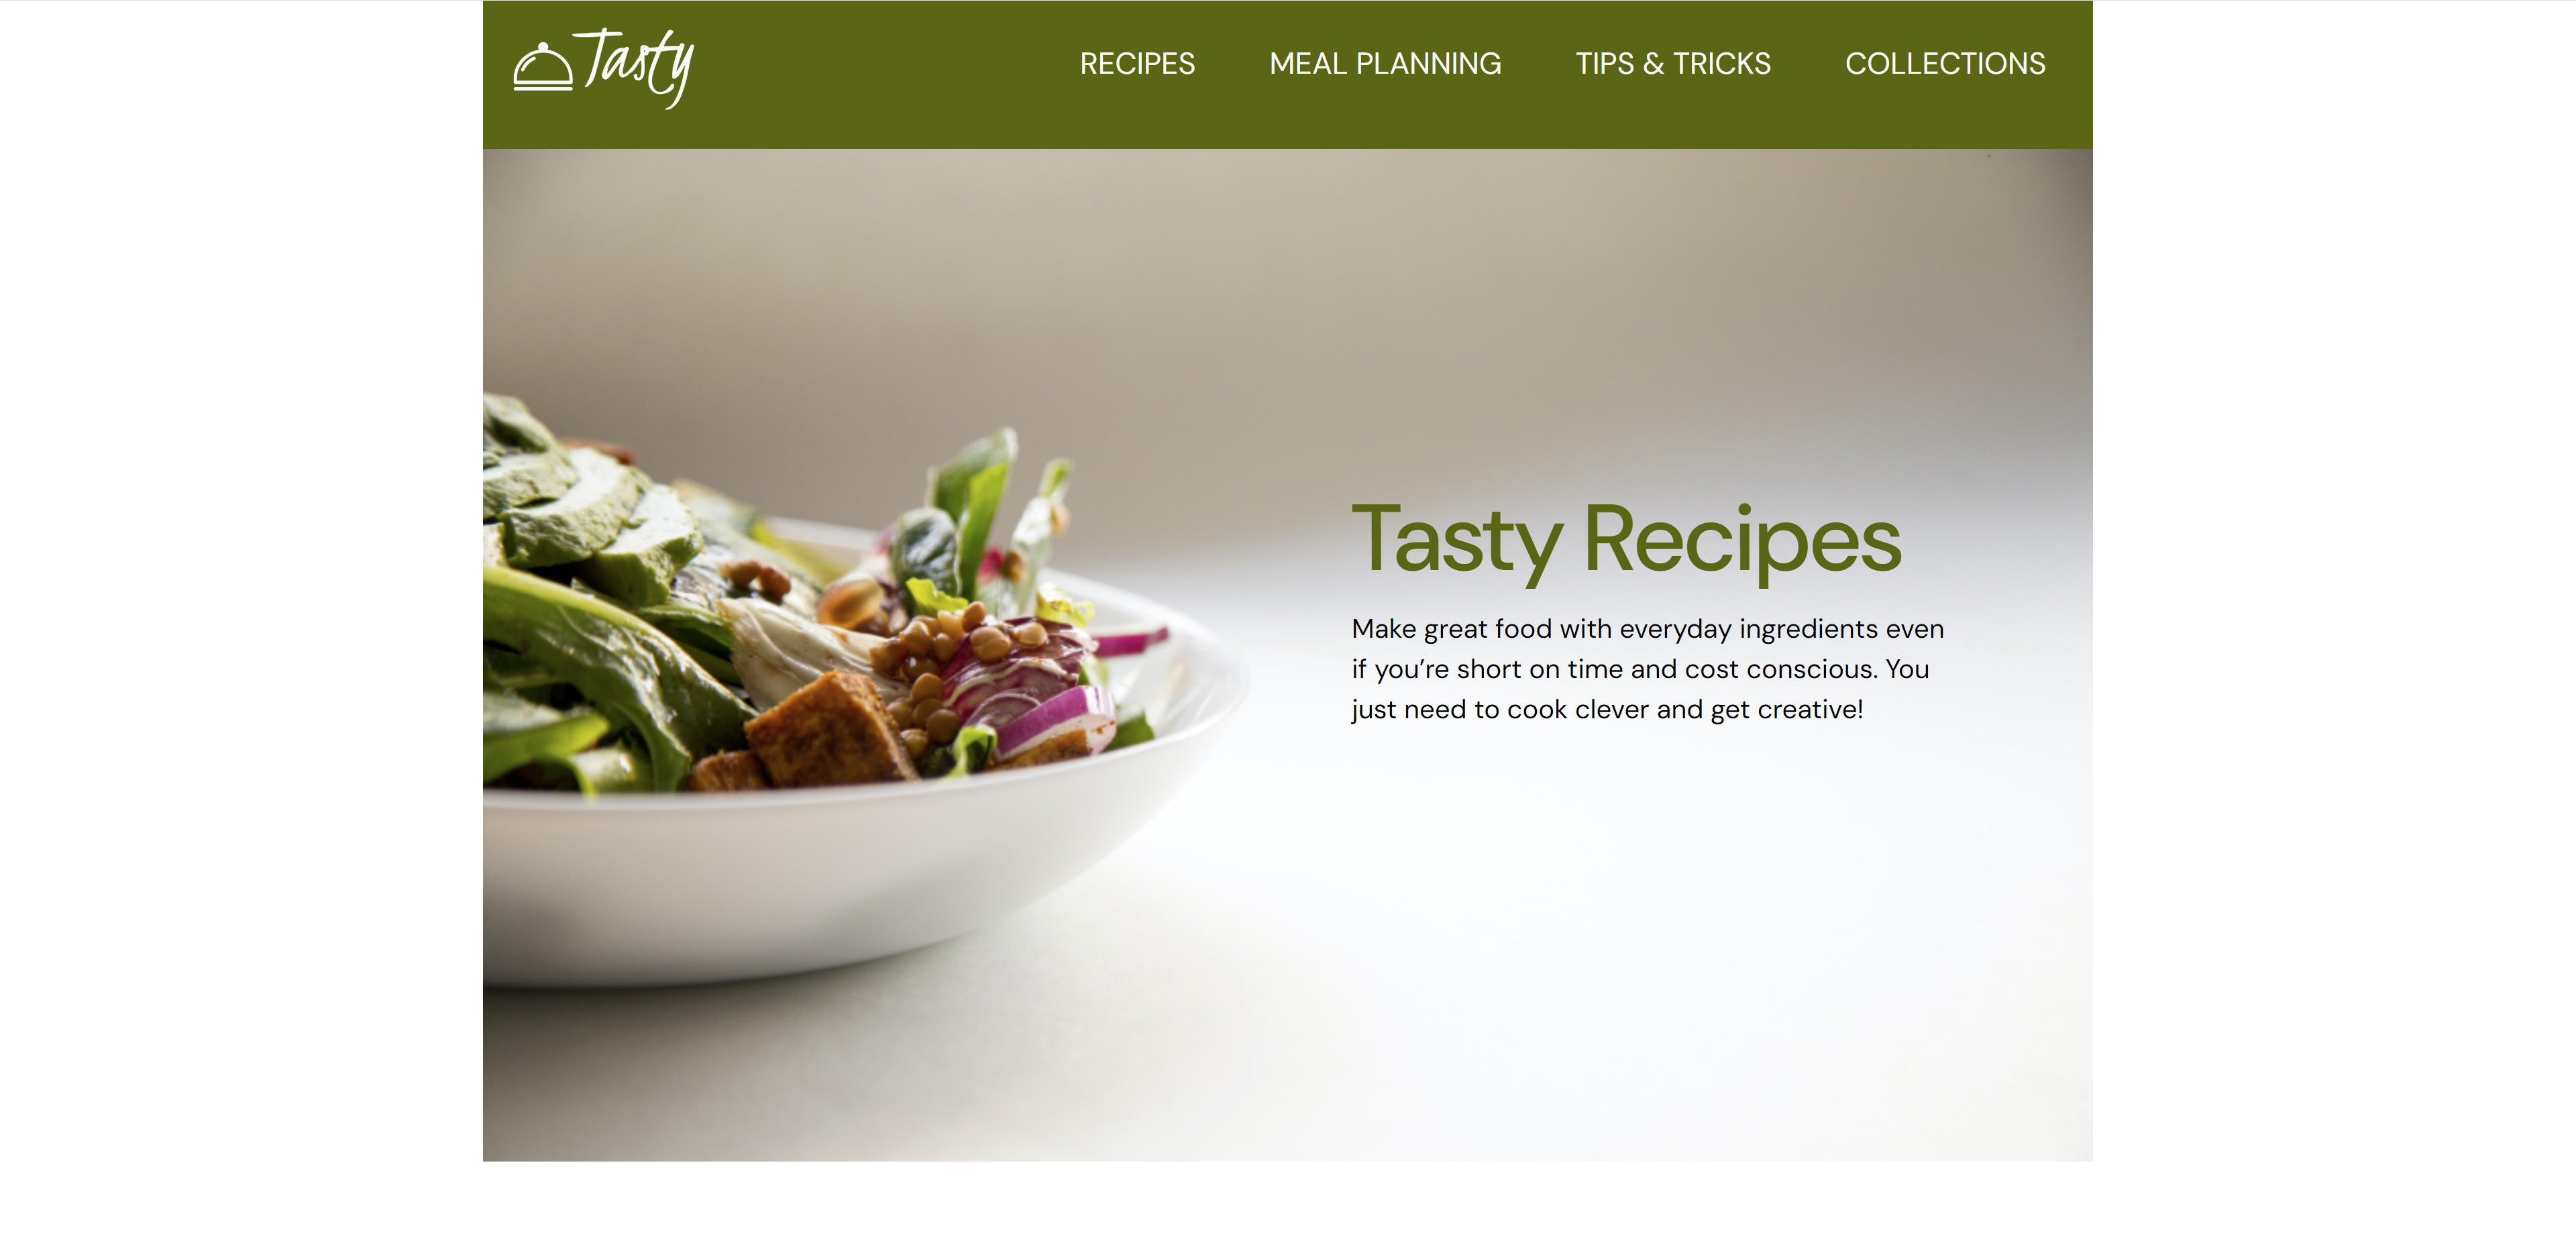 Tasty
RECIPES MEAL PLANNING TIPS & TRICKS COLLECTIONS
Tasty Recipes
Make great food with everyday ingredients even
if you’re short on time and cost conscious. You
just need to cook clever and get creative!